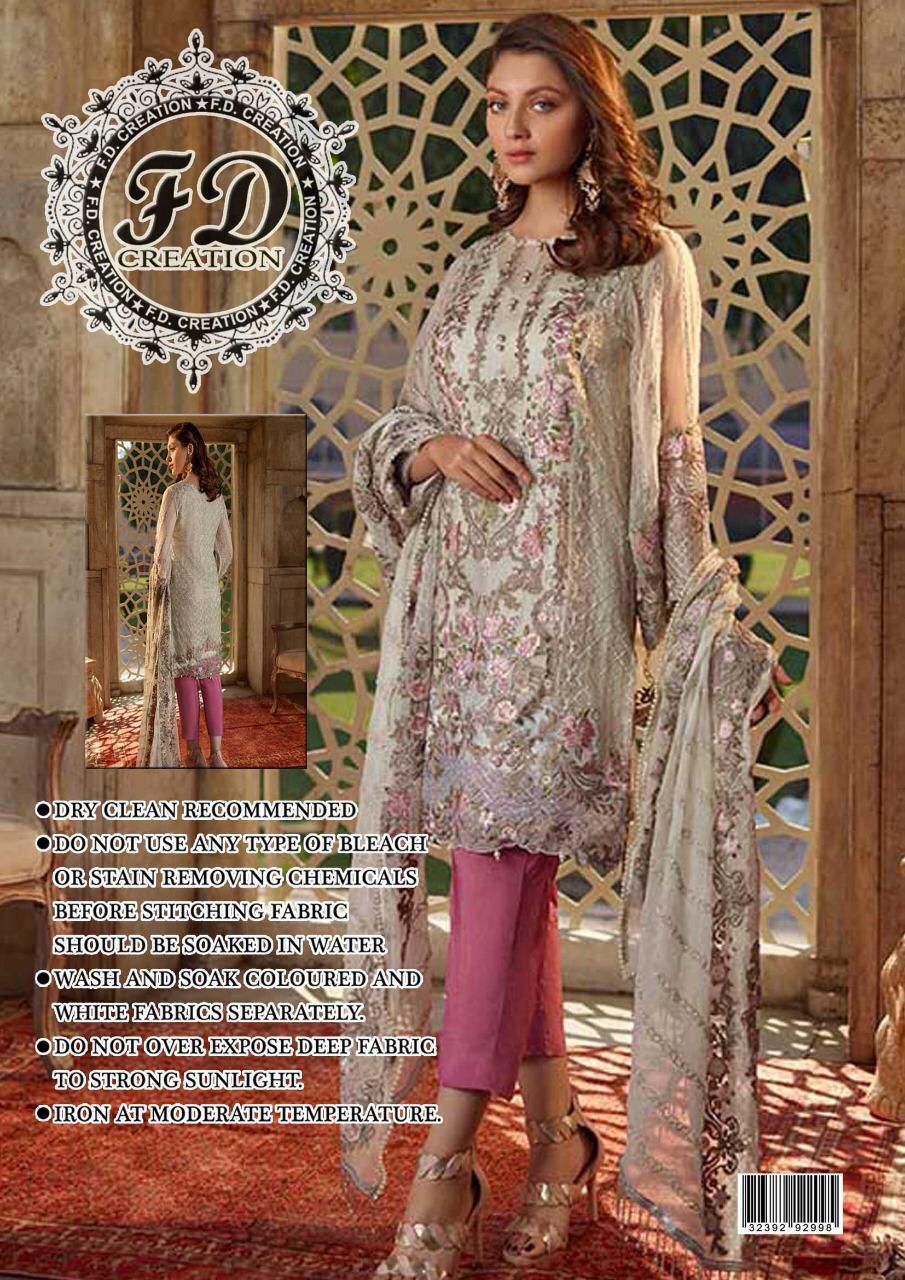 F.D. CREATION ★ F.D. CREATION ★ F.D. CREATION ★ F.D. CREATION ★ F.D. CREATION ★
FD
CREATION
● DRY CLEAN RECOMMENDED
● DO NOT USE ANY TYPE OF BLEACH
OR STAIN REMOVING CHEMICALS
BEFORE STITCHING FABRIC
SHOULD BE SOAKED IN WATER
● WASH AND SOAK COLOURED AND
WHITE FABRICS SEPARATELY.
● DO NOT OVER EXPOSE DEEP FABRIC
TO STRONG SUNLIGHT.
● IRON AT MODERATE TEMPERATURE.
32392 92998